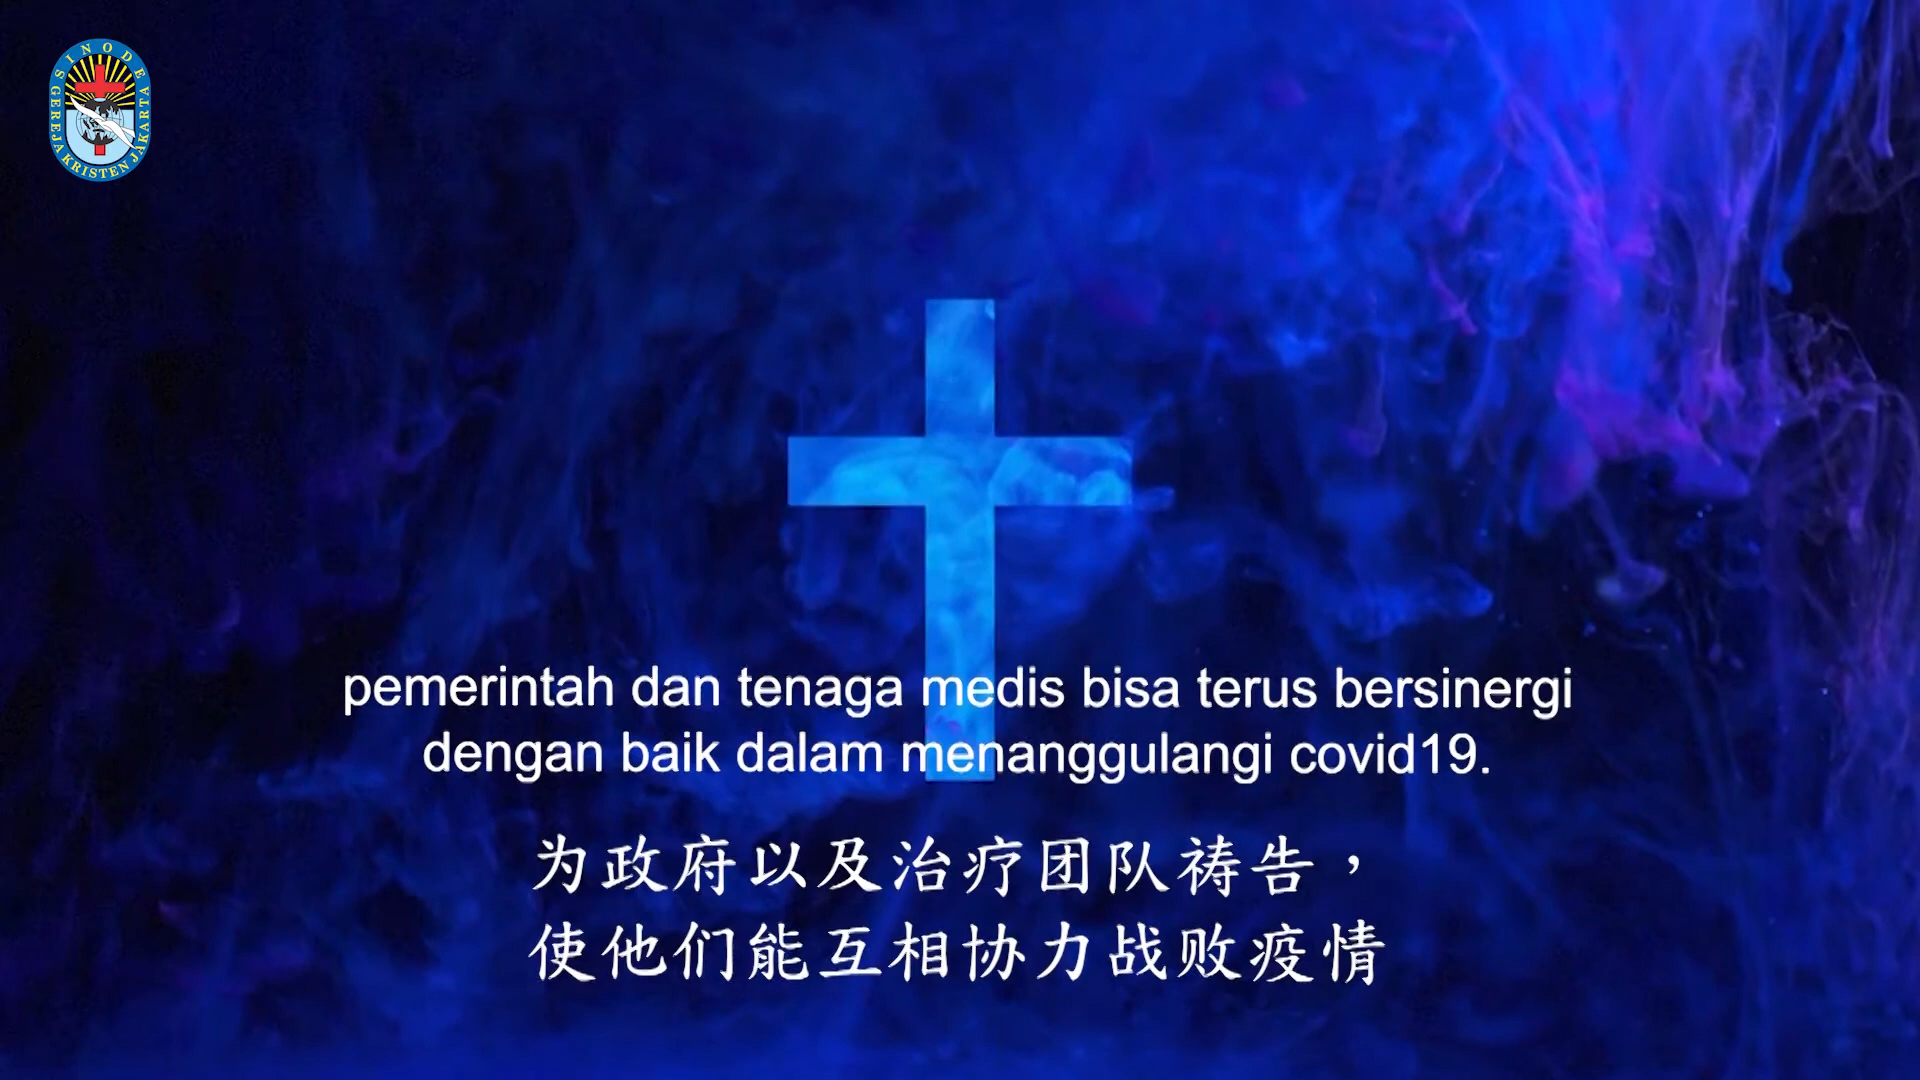 SINODE
GEREJA KRISTEN JAKARTA
pemerintah dan tenaga medis bisa terus bersinergi
dengan baik dalam menanggulangi covid19.
为政府以及治疗团队祷告，
使他们能互相协力战败疫情